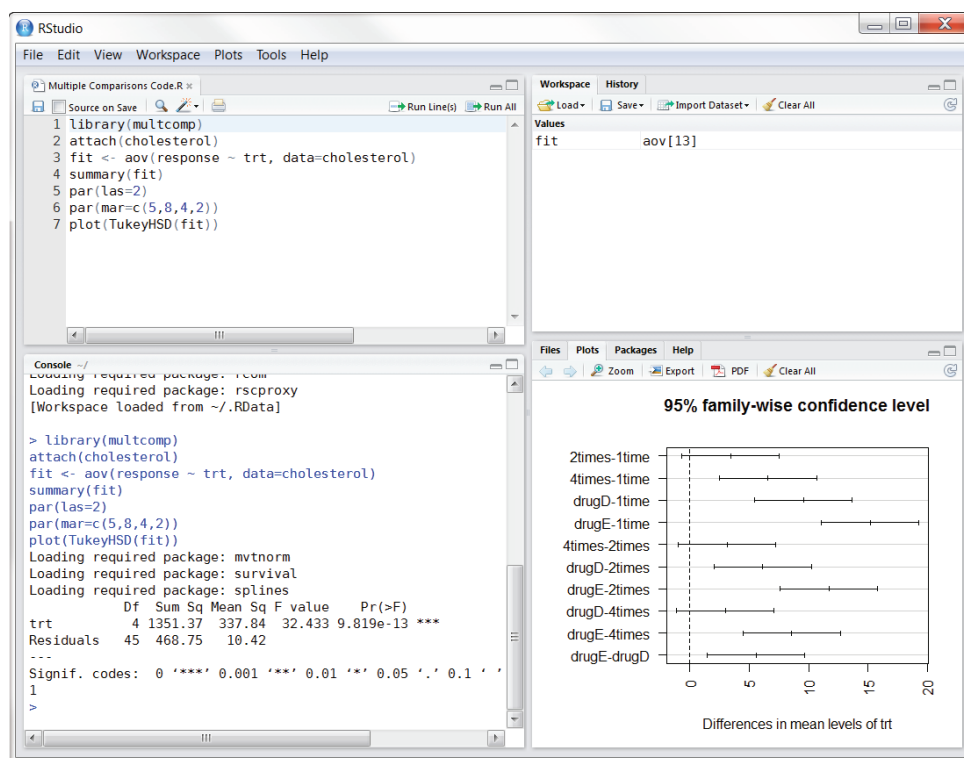 RStudio
File Edit View Workspace Plots Tools Help
Multiple Comparisons Code.R
Source on Save Run Line(s) Run All
1 library(multcomp)
2 attach(cholesterol)
3 fit <- aov(response ~ trt, data=cholesterol)
4 summary(fit)
5 par(las=2)
6 par(mar=c(5,8,4,2))
7 plot(TukeyHSD(fit))
Workspace History
Load Save Import Dataset Clear All
Values
fit aov[13]
Console ~/
Loading required package: rcom
Loading required package: rscproxy
[Workspace loaded from ~/.RData]
> library(multcomp)
attach(cholesterol)
fit <- aov(response ~ trt, data=cholesterol)
summary(fit)
par(las=2)
par(mar=c(5,8,4,2))
plot(TukeyHSD(fit))
Loading required package: mvtnorm
Loading required package: survival
Loading required package: splines
Df Sum Sq Mean Sq F value Pr(>F)
trt 4 1351.37 337.84 32.433 9.819e-13 ***
Residuals 45 468.75 10.42
---
Signif. codes: 0 ‘***’ 0.001 ‘**’ 0.01 ‘*’ 0.05 ‘.’ 0.1 ‘ ’
1
>
Files Plots Packages Help
Zoom Export PDF Clear All
95% family-wise confidence level
2times-1time
4times-1time
drugD-1time
drugE-1time
4times-2times
drugD-2times
drugE-2times
drugD-4times
drugE-4times
drugE-drugD
0 5 10 15 20
Differences in mean levels of trt